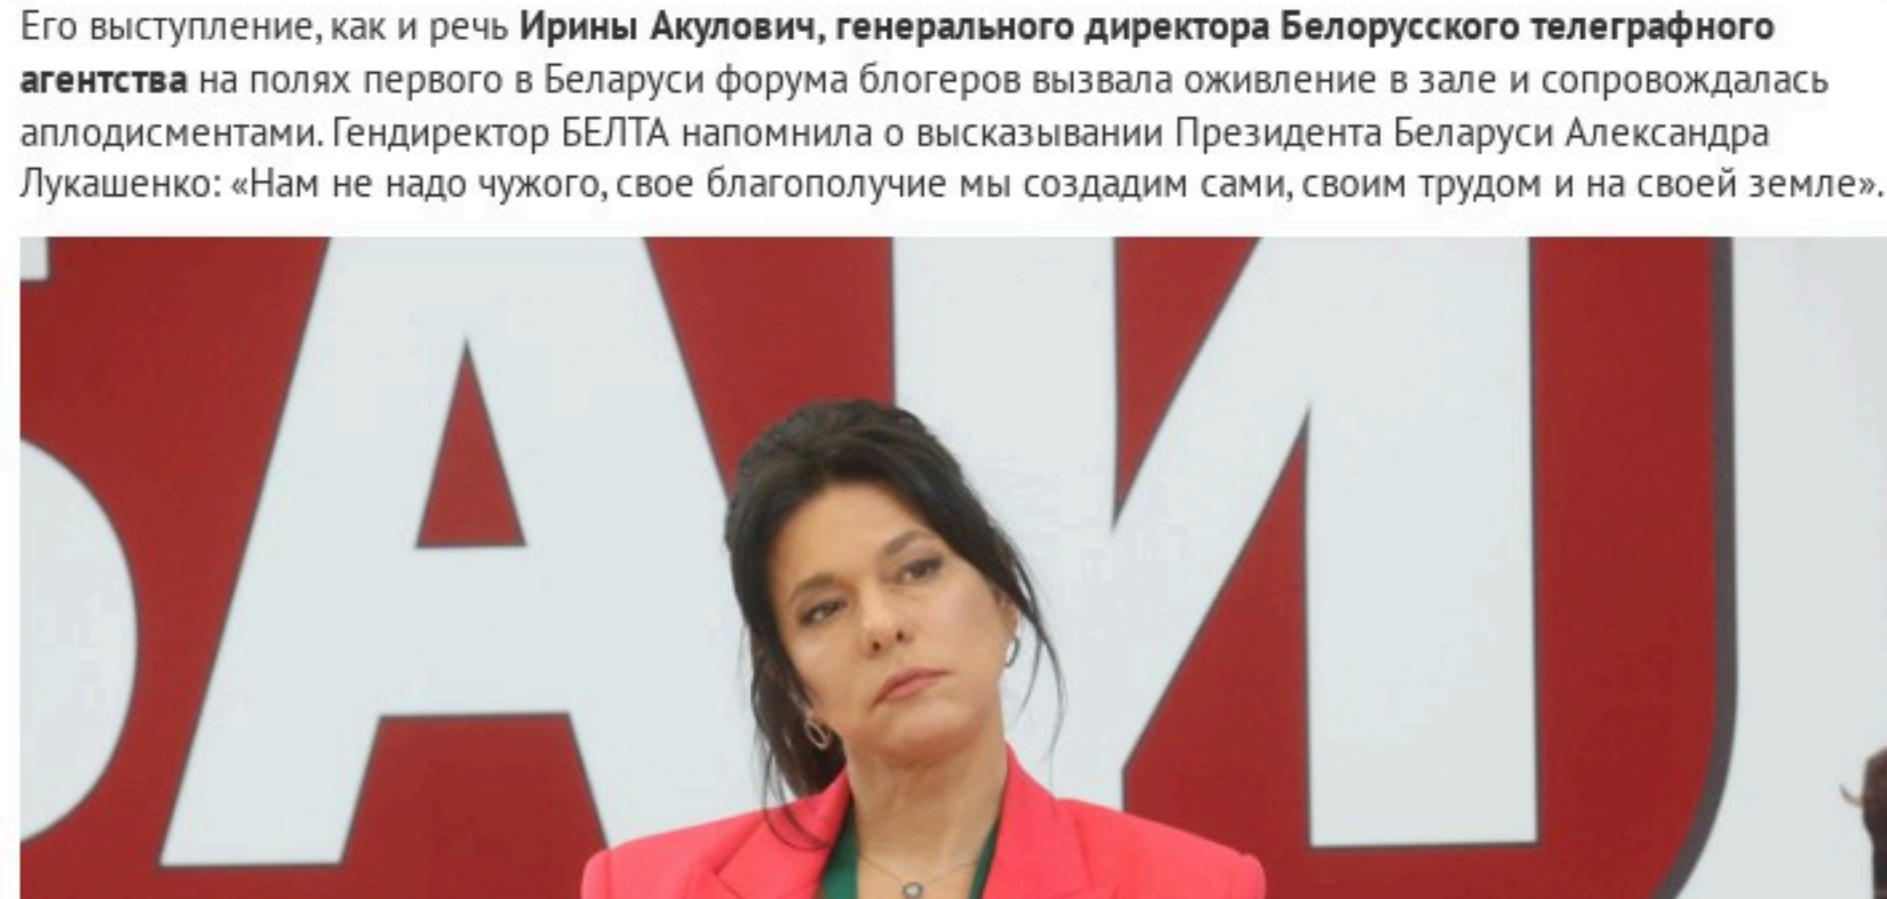 Его выступление, как и речь Ирины Акулович, генерального директора Белорусского телеграфного
агентства на полях первого в Беларуси форума блогеров вызвала оживление в зале и сопровождалась
аплодисментами. Гендиректор БЕЛТА напомнила о высказывании Президента Беларуси Александра
Лукашенко: «Нам не надо чужого, свое благополучие мы создадим сами, своим трудом и на своей земле».
БАЙ